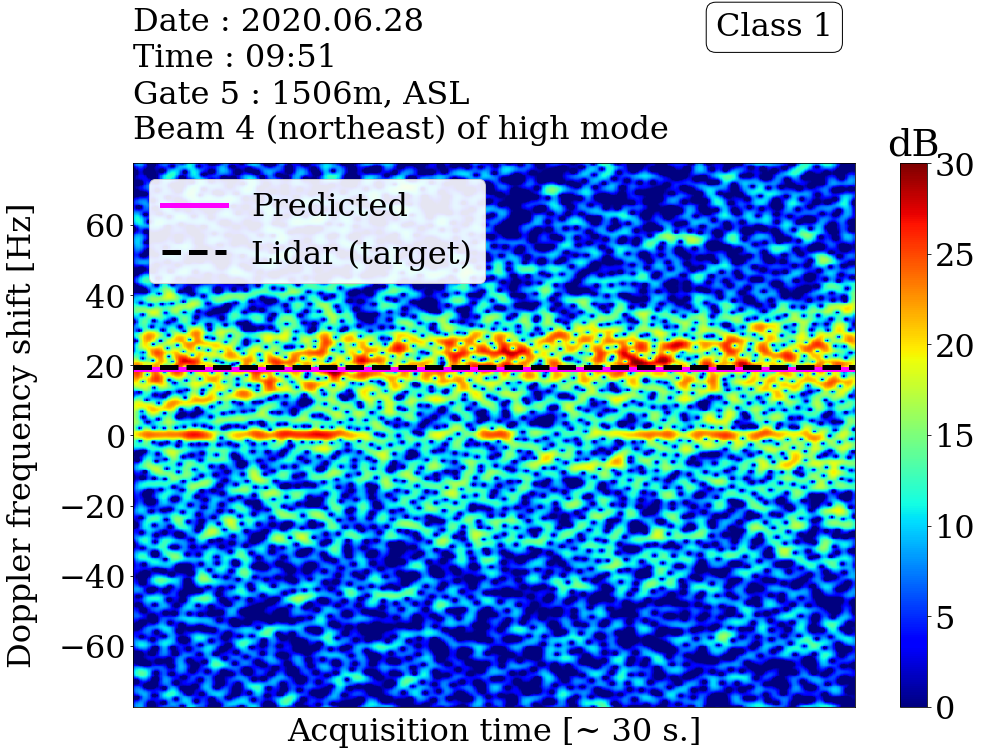 Date : 2020.06.28
Time : 09:51
Gate 5 : 1506m, ASL
Beam 4 (northeast) of high mode
Class 1
dB
Predicted
Lidar (target)
Doppler frequency shift [Hz]
60
40
20
0
−20
−40
−60
30
25
20
15
10
5
0
Acquisition time [~ 30 s.]